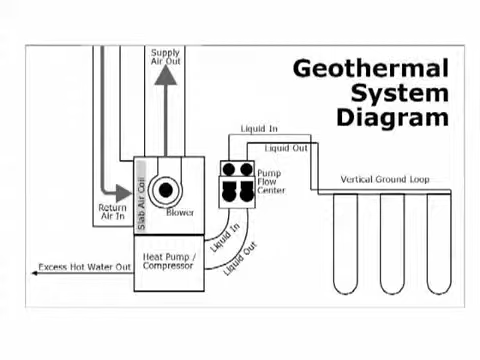 Supply
Air Out
Geothermal
System
Diagram
Liquid In
Liquid Out
Pump
Flow
Center
Vertical Ground Loop
Slab Air Coil
Return
Air In
Blower
Liquid In
Liquid Out
Heat Pump /
Compressor
Excess Hot Water Out